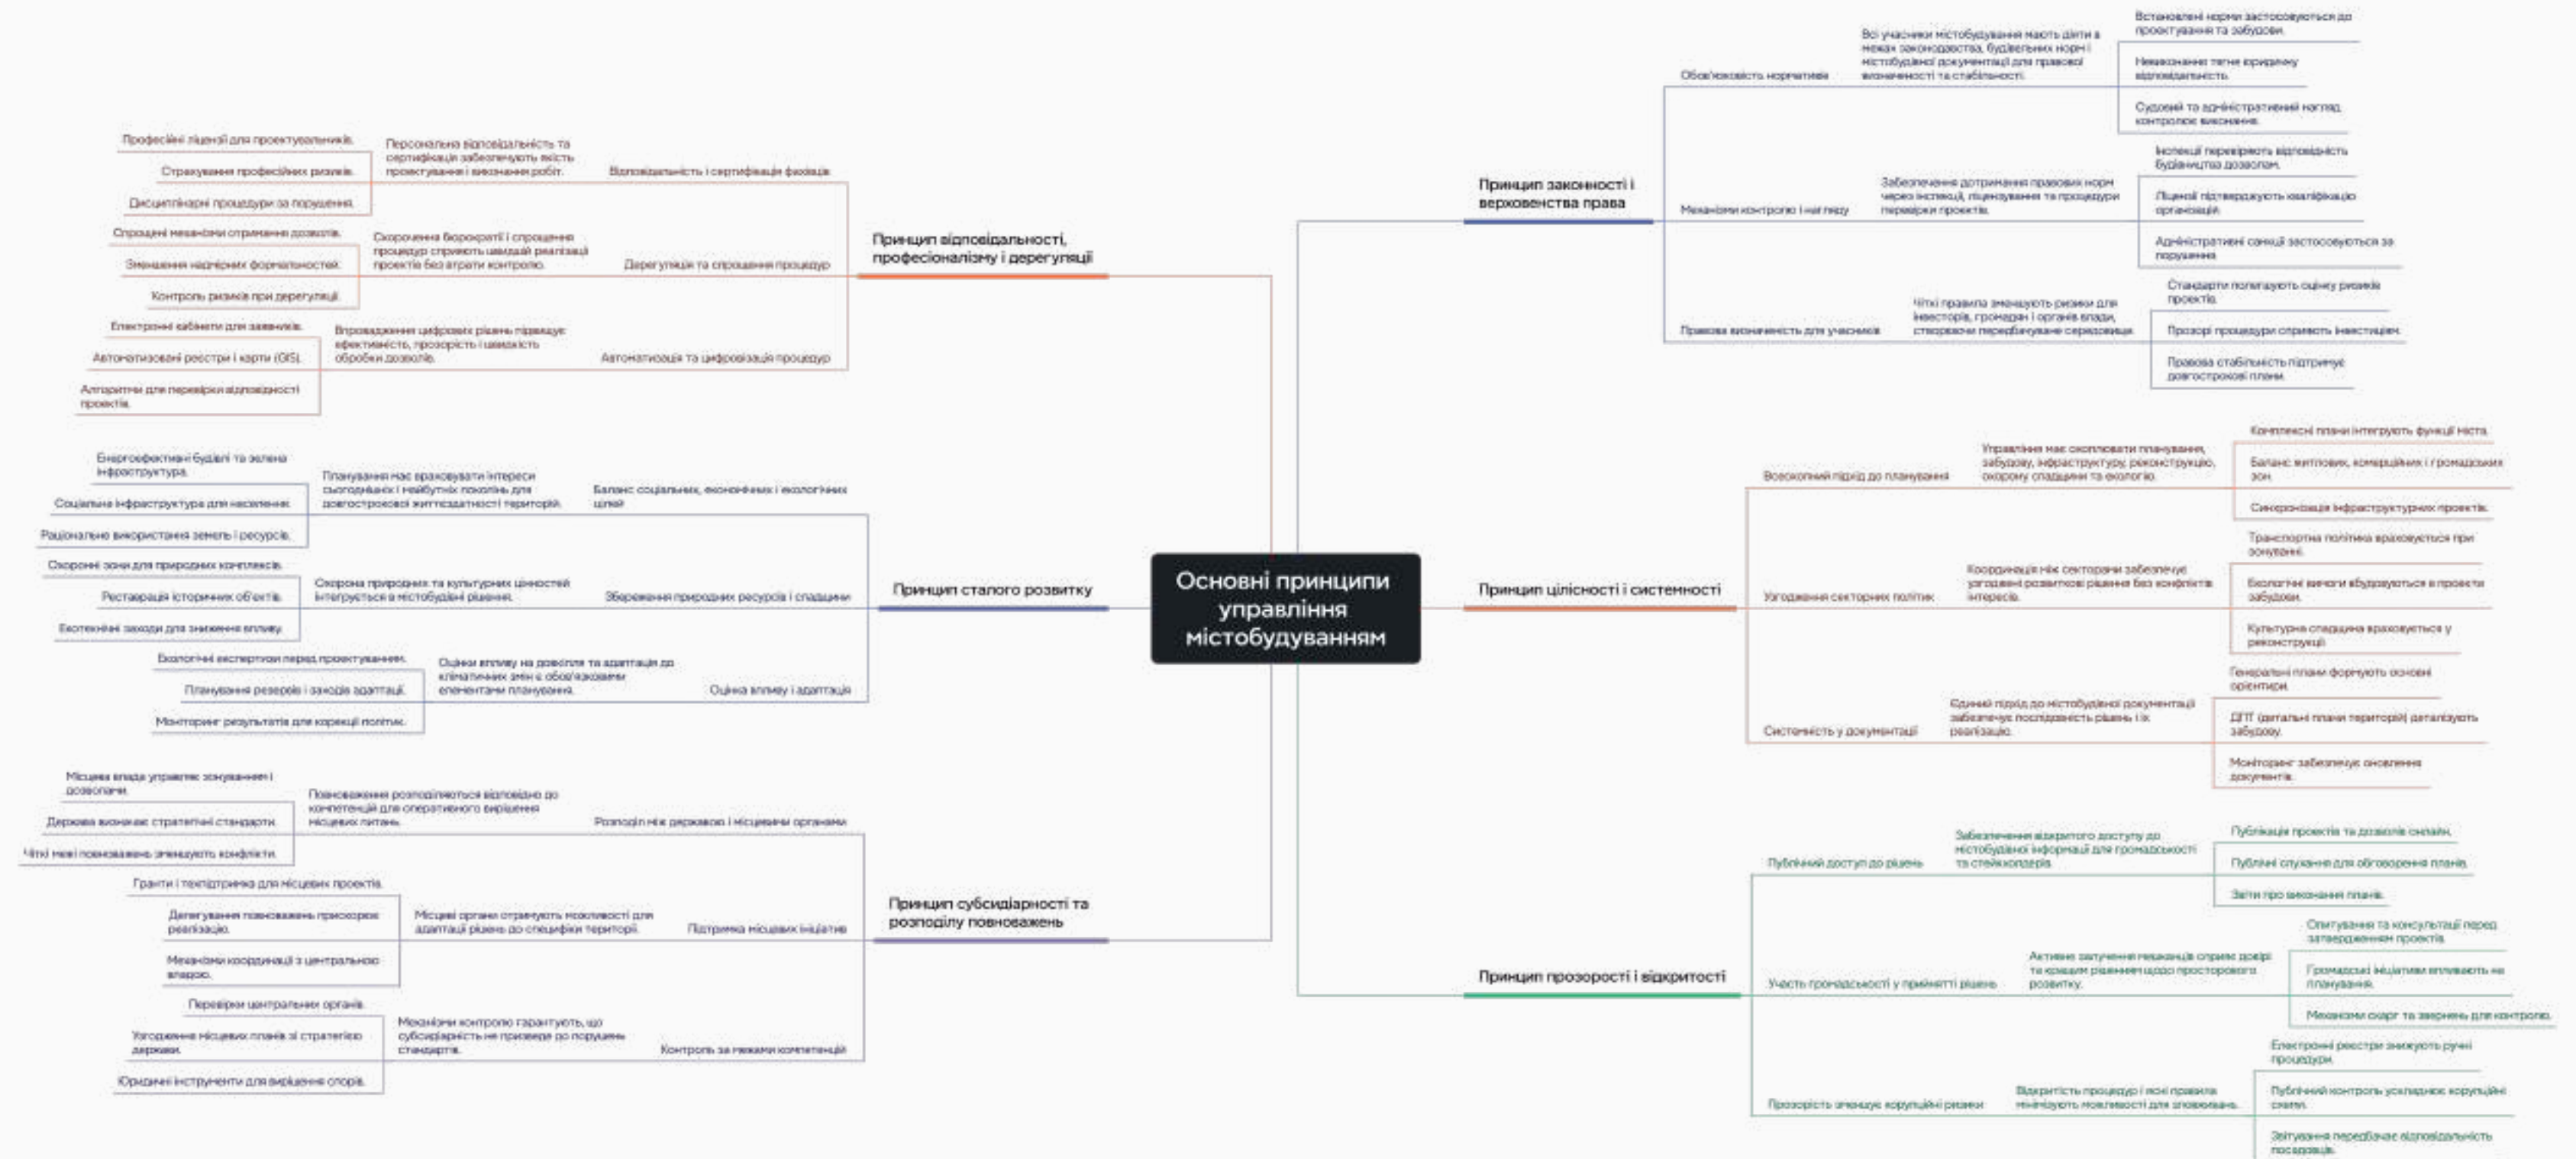 Основні принципи
управління
містобудуванням
Принцип законності і
верховенства права
Обов'язковість нормативів
Всі учасники містобудування мають діяти в
межах законодавства, будівельних норм і
містобудівної документації для правової
визначеності та стабільності.
Встановлені норми застосовуються до
проектування та забудови.
Невиконання тягне юридичну
відповідальність.
Судовий та адміністративний нагляд
контролює виконання.
Механізми контролю і нагляду
Забезпечення дотримання правових норм
через інспекції, ліцензування та процедури
перевірки проектів.
Інспекції перевіряють відповідність
будівництва дозволам.
Ліцензії підтверджують кваліфікацію
організацій.
Адміністративні санкції застосовуються за
порушення.
Правова визначеність для учасників
Чіткі правила зменшують ризики для
інвесторів, громадян і органів влади,
створюючи передбачуване середовище.
Стандарти полегшують оцінку ризиків
проектів.
Прозорі процедури сприяють інвестиціям.
Правова стабільність підтримує
довгострокові плани.
Принцип цілісності і системності
Всеохопний підхід до планування
Управління має охоплювати планування,
забудову, інфраструктуру, реконструкцію,
охорону спадщини та екологію.
Комплексні плани інтегрують функції міста.
Баланс житлових, комерційних і громадських
зон.
Синхронізація інфраструктурних проектів.
Узгодження секторних політик
Координація між секторами забезпечує
узгоджені розвиткові рішення без конфліктів
інтересів.
Транспортна політика враховується при
зонуванні.
Екологічні вимоги вбудовуються в проекти
забудови.
Культурна спадщина враховується у
реконструкції.
Системність у документації
Єдиний підхід до містобудівної документації
забезпечує послідовність рішень і їх
реалізацію.
Генеральні плани формують основні
орієнтири.
ДПТ (детальні плани територій) деталізують
забудову.
Моніторинг забезпечує оновлення
документів.
Принцип прозорості і відкритості
Публічний доступ до рішень
Забезпечення відкритого доступу до
містобудівної інформації для громадськості
та стейкхолдерів.
Публікація проектів та дозволів онлайн.
Публічні слухання для обговорення планів.
Звіти про виконання планів.
Участь громадськості у прийнятті рішень
Активне залучення мешканців сприяє довірі
та кращим рішенням щодо просторового
розвитку.
Опитування та консультації перед
затвердженням проектів.
Громадські ініціативи впливають на
планування.
Механізми скарг та звернень для контролю.
Прозорість зменшує корупційні ризики
Відкритість процедур і ясні правила
мінімізують можливості для зловживань.
Електронні реєстри знижують ручні
процедури.
Публічний контроль ускладнює корупційні
схеми.
Звітування передбачає відповідальність
посадовців.
Принцип відповідальності,
професіоналізму і дерегуляції
Відповідальність і сертифікація фахівців
Персональна відповідальність та
сертифікація забезпечують якість
проектування і виконання робіт.
Професійні ліцензії для проектувальників.
Страхування професійних ризиків.
Дисциплінарні процедури за порушення.
Дерегуляція та спрощення процедур
Скорочення бюрократії і спрощення
процедур сприяють швидшій реалізації
проектів без втрати контролю.
Спрощені механізми отримання дозволів.
Зменшення надмірних формальностей.
Контроль ризиків при дерегуляції.
Автоматизація та цифровізація процедур
Впровадження цифрових рішень підвищує
ефективність, прозорість і швидкість
обробки дозволів.
Електронні кабінети для заявників.
Автоматизовані реєстри і карти (GIS).
Алгоритми для перевірки відповідності
проектів.
Принцип сталого розвитку
Баланс соціальних, економічних і екологічних
цілей
Планування має враховувати інтереси
сьогоднішніх і майбутніх поколінь для
довгострокової життєздатності територій.
Енергоефективні будівлі та зелена
інфраструктура.
Соціальна інфраструктура для населення.
Раціональне використання земель і ресурсів.
Збереження природних ресурсів і спадщини
Охорона природних та культурних цінностей
інтегрується в містобудівні рішення.
Охоронні зони для природних комплексів.
Реставрація історичних об'єктів.
Екотехнічні заходи для зниження впливу.
Оцінка впливу і адаптація
Оцінки впливу на довкілля та адаптація до
кліматичних змін є обов'язковими
елементами планування.
Екологічні експертизи перед проектуванням.
Планування резервів і заходів адаптації.
Моніторинг результатів для корекції політик.
Принцип субсидіарності та
розподілу повноважень
Розподіл між державою і місцевими органами
Повноваження розподіляються відповідно до
компетенцій для оперативного вирішення
місцевих питань.
Місцева влада управляє зонуванням і
дозволами.
Держава визначає стратегічні стандарти.
Чіткі межі повноважень зменшують конфлікти.
Підтримка місцевих ініціатив
Місцеві органи отримують можливості для
адаптації рішень до специфіки території.
Гранти і техпідтримка для місцевих проектів.
Делегування повноважень прискорює
реалізацію.
Механізми координації з центральною
владою.
Контроль за межами компетенцій
Механізми контролю гарантують, що
субсидіарність не призведе до порушень
стандартів.
Перевірки центральних органів.
Узгодження місцевих планів зі стратегією
держави.
Юридичні інструменти для вирішення спорів.